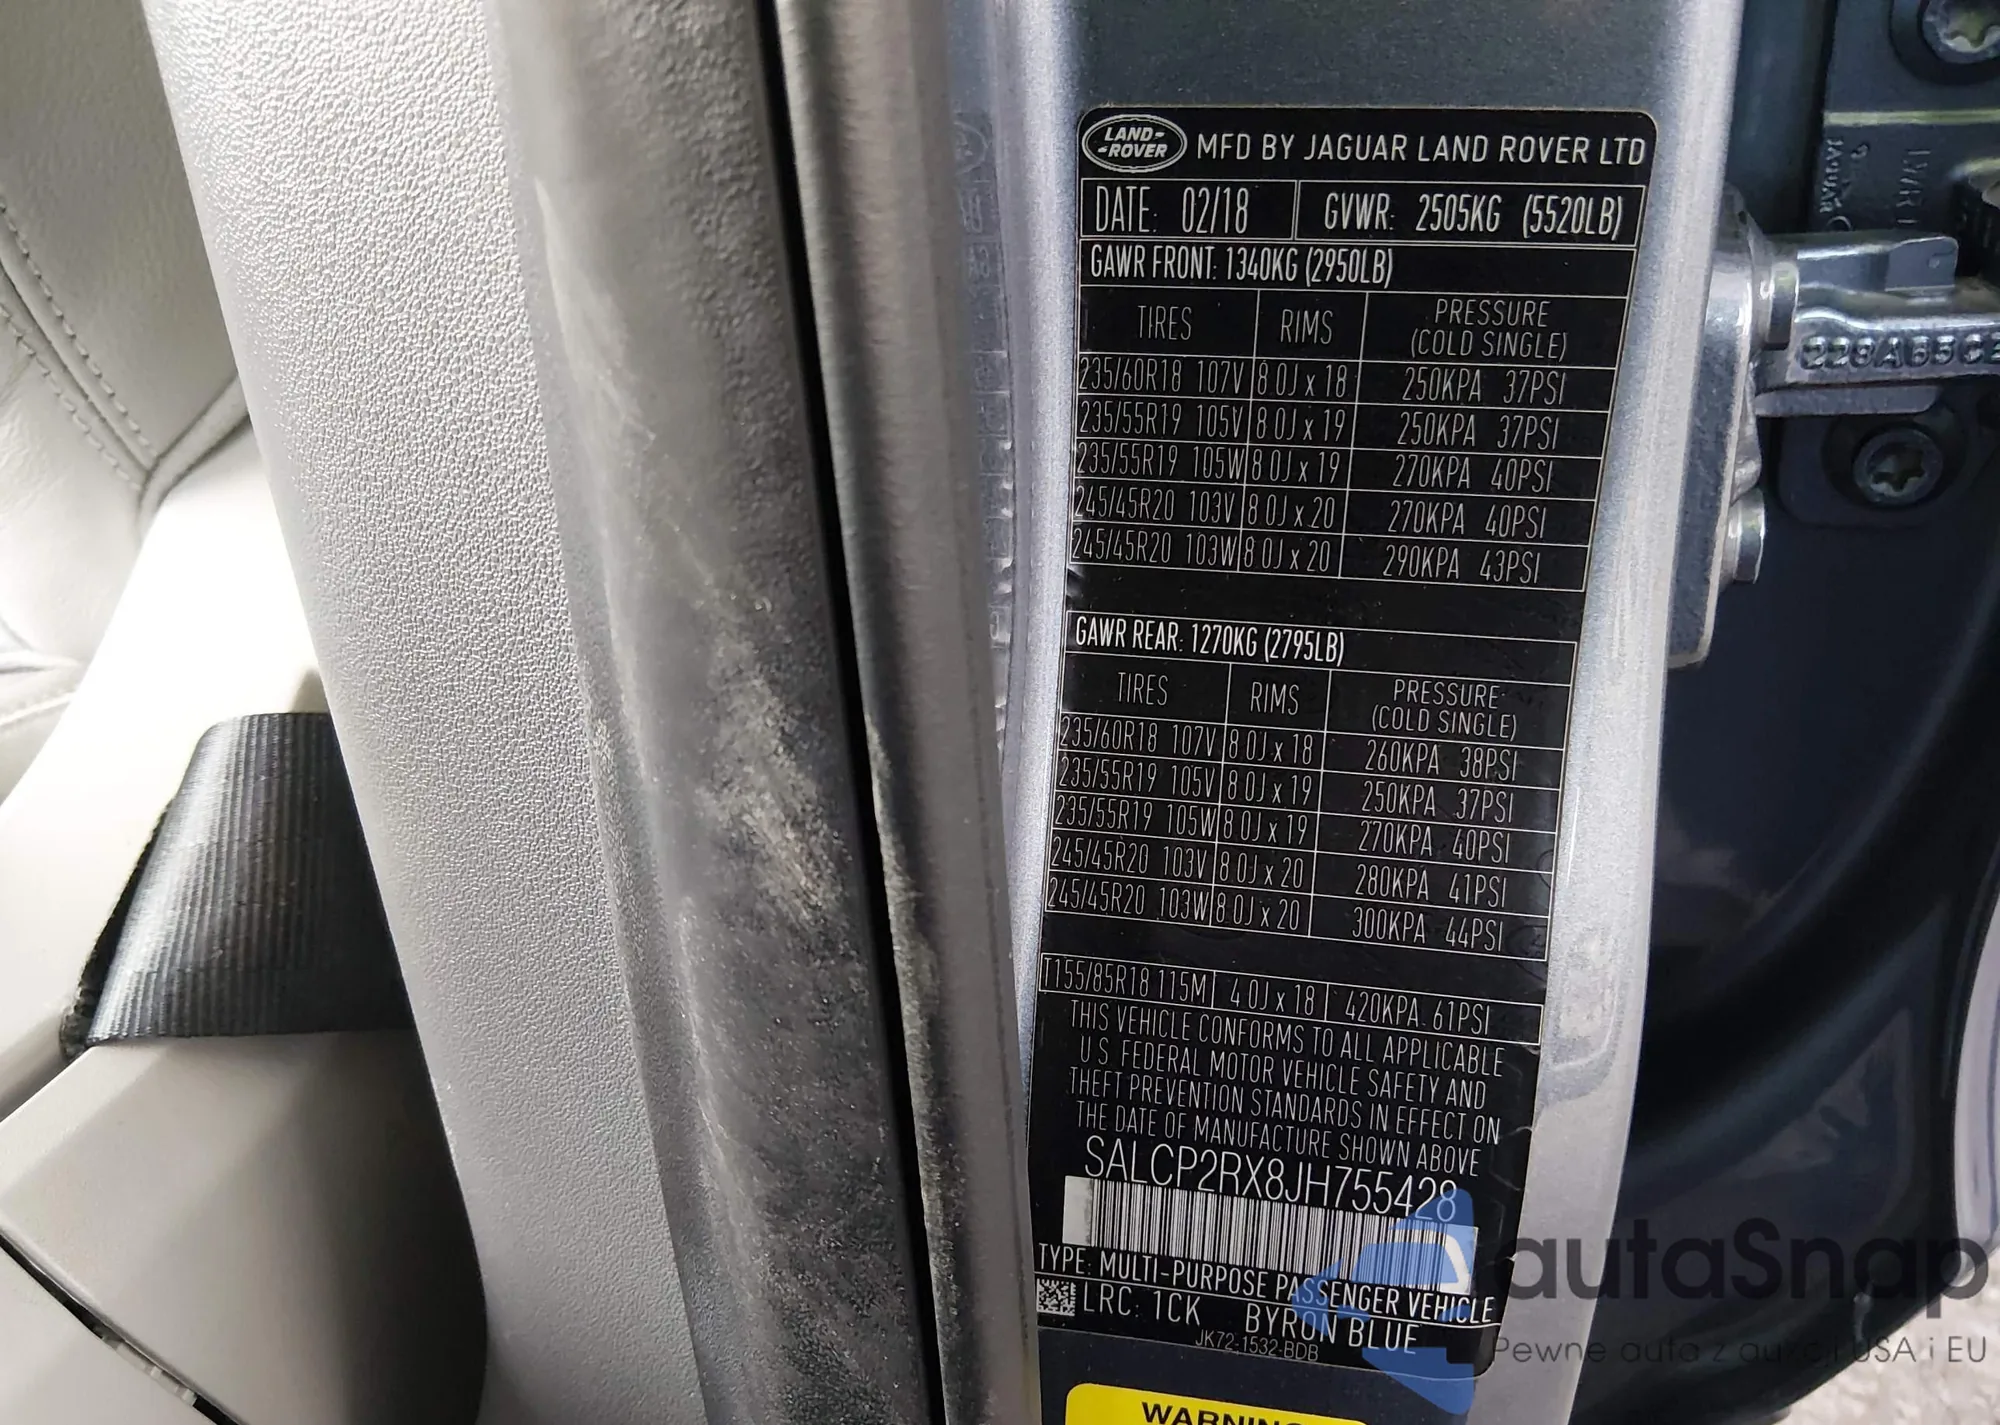 LAND-
-ROVER
MFD BY JAGUAR LAND ROVER LTD
DATE: 02/18 GVWR: 2505KG (5520LB)
GAWR FRONT: 1340KG (2950LB)
TIRES RIMS PRESSURE
(COLD SINGLE)
235/60R18 107V 8.0J x 18 250KPA 37PSI
235/55R19 105V 8.0J x 19 250KPA 37PSI
235/55R19 105W 8.0J x 19 270KPA 40PSI
245/45R20 103V 8.0J x 20 270KPA 40PSI
245/45R20 103W 8.0J x 20 290KPA 43PSI
GAWR REAR: 1270KG (2795LB)
TIRES RIMS PRESSURE
(COLD SINGLE)
235/60R18 107V 8.0J x 18 260KPA 38PSI
235/55R19 105V 8.0J x 19 250KPA 37PSI
235/55R19 105W 8.0J x 19 270KPA 40PSI
245/45R20 103V 8.0J x 20 280KPA 41PSI
245/45R20 103W 8.0J x 20 300KPA 44PSI
T155/85R18 115M 4.0J x 18 420KPA 61PSI
THIS VEHICLE CONFORMS TO ALL APPLICABLE
U.S. FEDERAL MOTOR VEHICLE SAFETY AND
THEFT PREVENTION STANDARDS IN EFFECT ON
THE DATE OF MANUFACTURE SHOWN ABOVE
SALCP2RX8JH755428
TYPE: MULTI-PURPOSE PASSENGER VEHICLE
LRC: 1CK BYRON BLUE
JK72-1532-BDB
WARNING
JAGUAR
autaSnap
Pewne auta z aukcji USA i EU